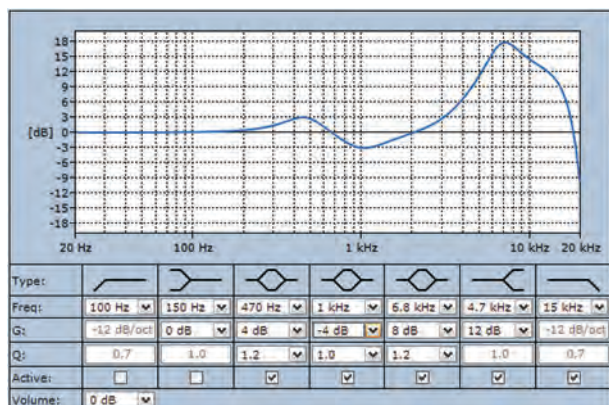 18
15
12
9
6
3
[dB] 0
-3
-6
-9
-12
-15
-18
20 Hz 100 Hz 1 kHz 10 kHz 20 kHz
Type:
Freq: 100 Hz 150 Hz 470 Hz 1 kHz 6.8 kHz 4.7 kHz 15 kHz
G: -12 dB/oct 0 dB 4 dB -4 dB 8 dB 12 dB -12 dB/oct
Q: 0.7 1.0 1.2 1.0 1.2 1.0 0.7
Active:
Volume: 0 dB